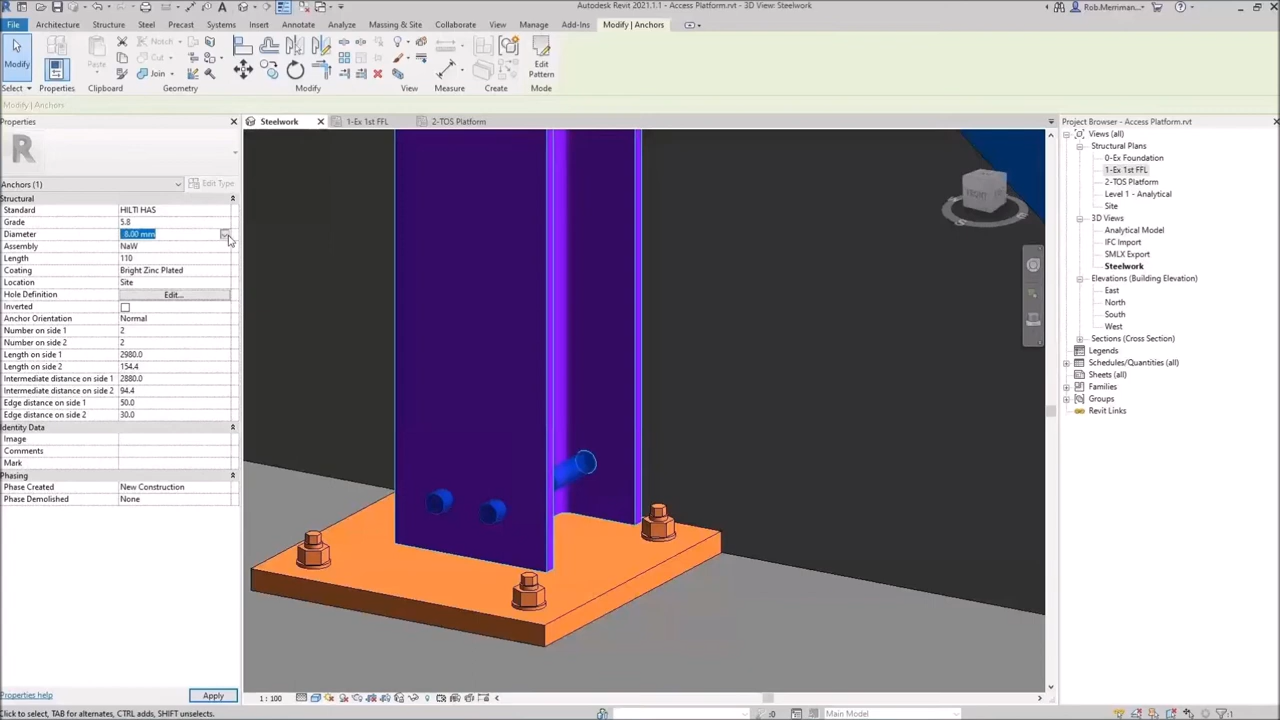 Autodesk Revit 2021.1.1 - Access Platform.rvt - 3D View: Steelwork
Rob.Merriman...
File Architecture Structure Steel Precast Systems Insert Annotate Analyze Massing & Site Collaborate View Manage Add-Ins Modify | Anchors
Modify
Paste
Notch
Cut
Join
Edit
Pattern
Select Properties Clipboard Geometry Modify View Measure Create Mode
Modify | Anchors
Properties
Steelwork
1-Ex 1st FFL
2-TOS Platform
R
Anchors (1)
Edit Type
Structural
Standard HILTI HAS
Grade 5.8
Diameter 8.00 mm
Assembly NaW
Length 110
Coating Bright Zinc Plated
Location Site
Hole Definition Edit...
Inverted
Anchor Orientation Normal
Number on side 1 2
Number on side 2 2
Length on side 1 2980.0
Length on side 2 154.4
Intermediate distance on side 1 2880.0
Intermediate distance on side 2 94.4
Edge distance on side 1 50.0
Edge distance on side 2 30.0
Identity Data
Image
Comments
Mark
Phasing
Phase Created New Construction
Phase Demolished None
Properties help
Apply
FRONT
Project Browser - Access Platform.rvt
Views (all)
Structural Plans
0-Ex Foundation
1-Ex 1st FFL
2-TOS Platform
Level 1 - Analytical
Site
3D Views
Analytical Model
IFC Import
SMLX Export
Steelwork
Elevations (Building Elevation)
East
North
South
West
Sections (Cross Section)
Legends
Schedules/Quantities (all)
Sheets (all)
Families
Groups
Revit Links
1 : 100
Click to select, TAB for alternates, CTRL adds, SHIFT unselects.
:0
Main Model
:1